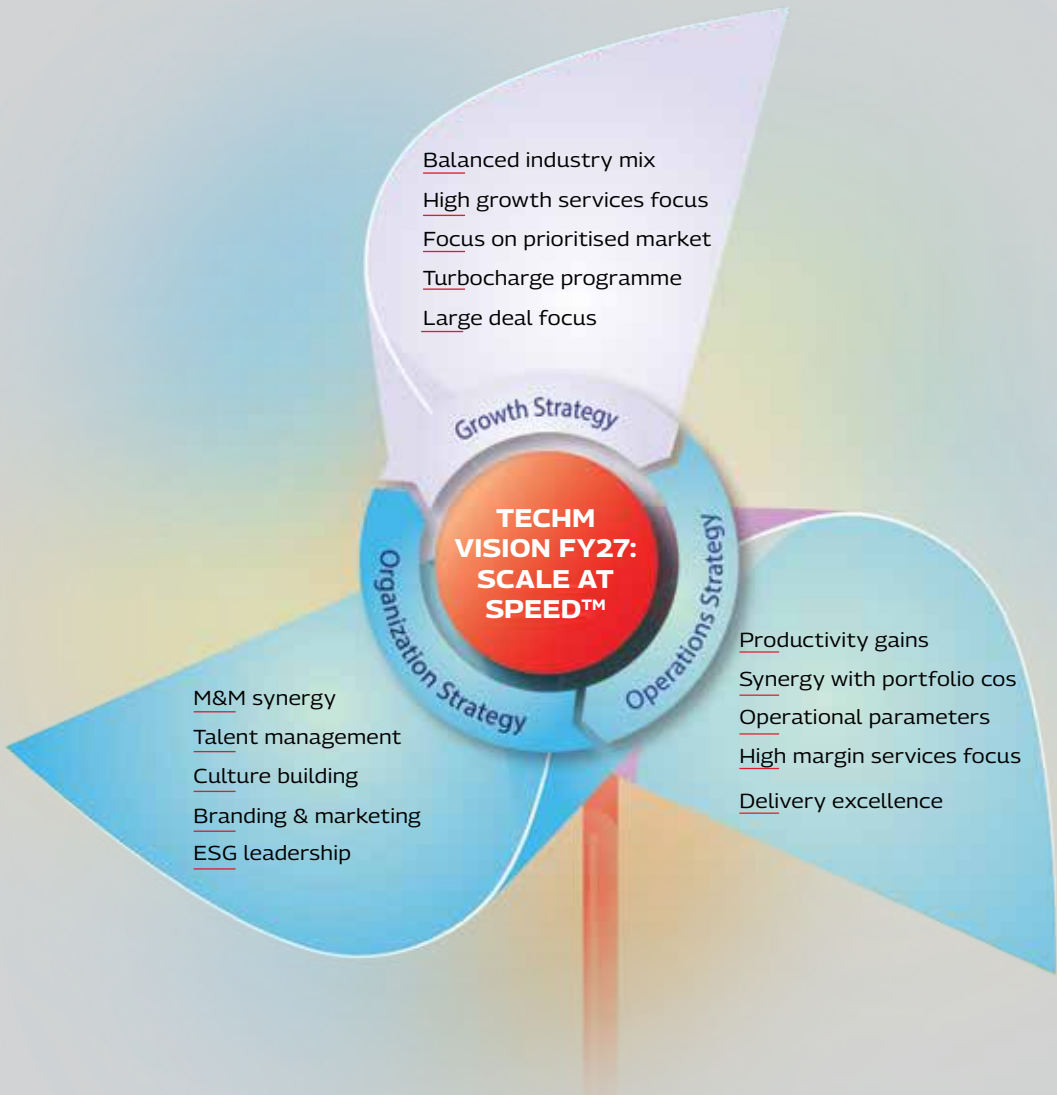 Balanced industry mix
High growth services focus
Focus on prioritised market
Turbocharge programme
Large deal focus
Growth Strategy
TECHM
VISION FY27:
SCALE AT
SPEED™
Organization Strategy
Operations Strategy
M&M synergy
Talent management
Culture building
Branding & marketing
ESG leadership
Productivity gains
Synergy with portfolio cos
Operational parameters
High margin services focus
Delivery excellence